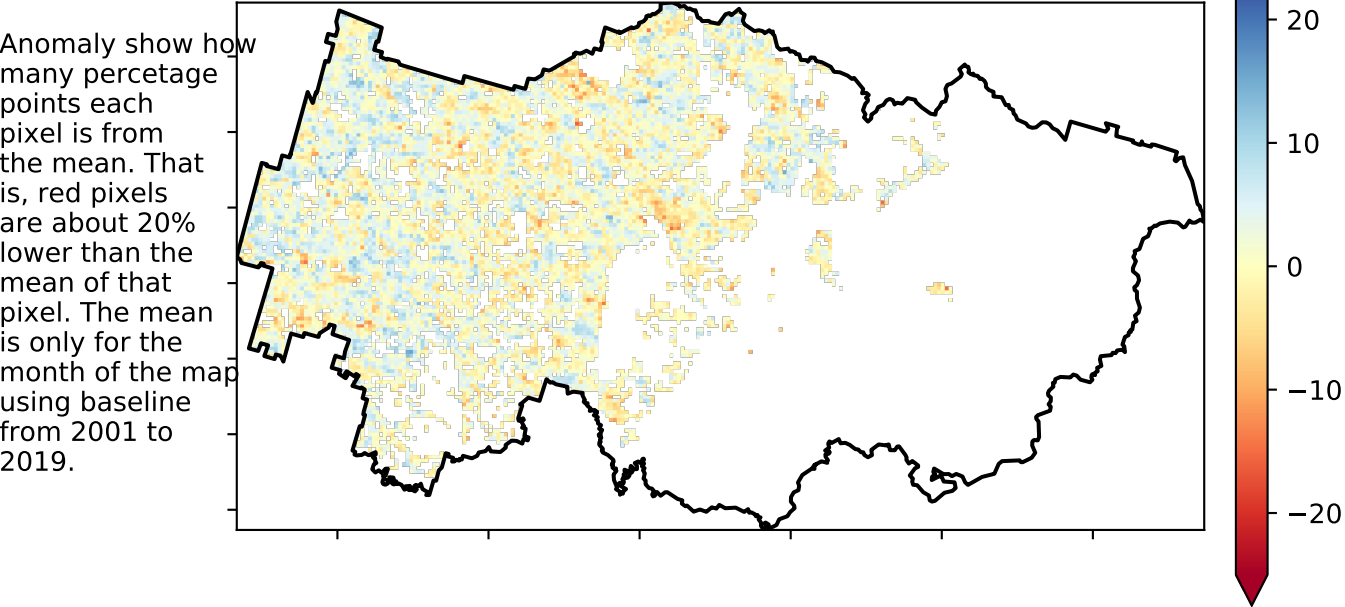 Anomaly show how
many percetage
points each
pixel is from
the mean. That
is, red pixels
are about 20%
lower than the
mean of that
pixel. The mean
is only for the
month of the map
using baseline
from 2001 to
2019.
20
10
0
−10
−20